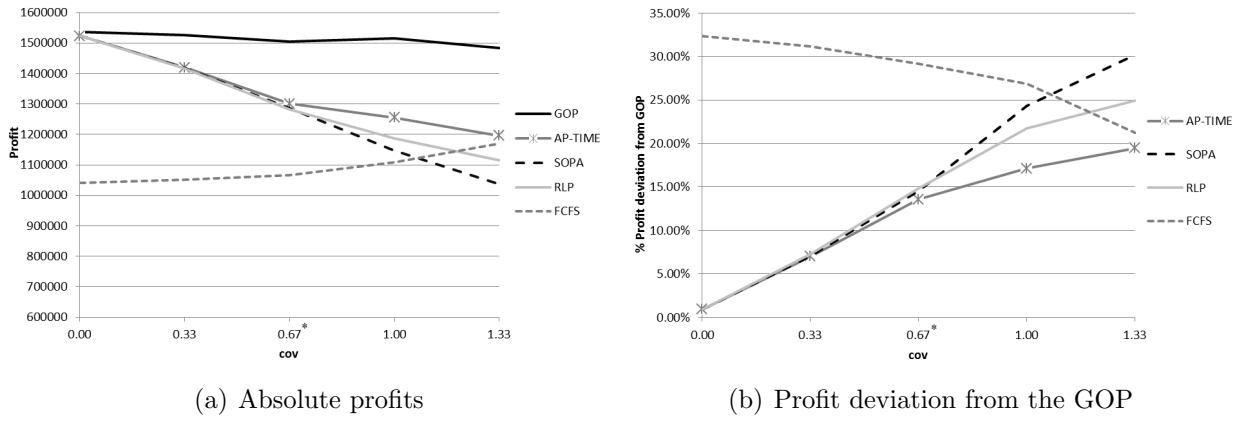 1600000
1500000
1400000
1300000
1200000
1100000
1000000
900000
800000
700000
600000
Profit
0.00 0.33 0.67* 1.00 1.33
cov
GOP
AP-TIME
SOPA
RLP
FCFS
(a) Absolute profits
35.00%
30.00%
25.00%
20.00%
15.00%
10.00%
5.00%
0.00%
% Profit deviation from GOP
0.00 0.33 0.67* 1.00 1.33
cov
AP-TIME
SOPA
RLP
FCFS
(b) Profit deviation from the GOP